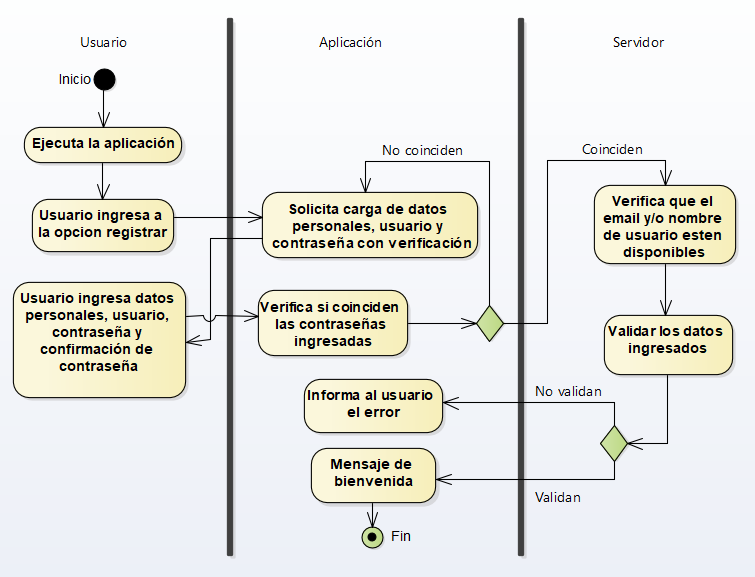 Usuario
Aplicación
Servidor
Inicio
Ejecuta la aplicación
Usuario ingresa a
la opcion registrar
Solicita carga de datos
personales, usuario y
contraseña con verificación
No coinciden
Coinciden
Verifica que el
email y/o nombre
de usuario esten
disponibles
Usuario ingresa datos
personales, usuario,
contraseña y
confirmación de
contraseña
Verifica si coinciden
las contraseñas
ingresadas
Validar los datos
ingresados
No validan
Informa al usuario
el error
Mensaje de
bienvenida
Validan
Fin